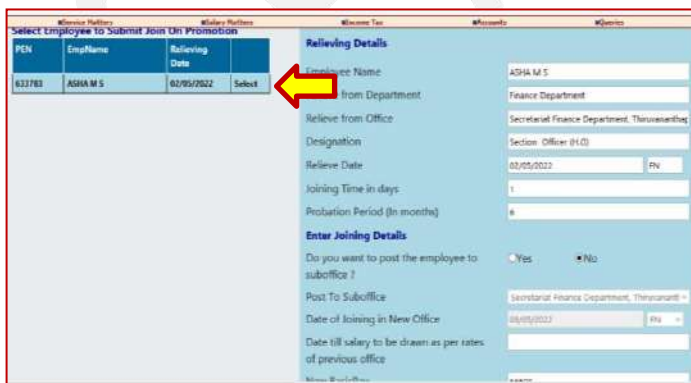 Service Matters Salary Matters Income Tax Accounts Queries
Select Employee to Submit Join On Promotion
PEN EmpName Relieving Date
633783 ASHA M S 02/05/2022 Select
Relieving Details
Employee Name ASHA M S
from Department Finance Department
Relieve from Office Secretariat Finance Department, Thiruvananthap
Designation Section Officer (H.G)
Relieve Date 02/05/2022 FN
Joining Time in days 1
Probation Period (In months) 6
Enter Joining Details
Do you want to post the employee to Yes No
suboffice ?
Post To Suboffice Secretariat Finance Department, Thiruvananth
Date of Joining in New Office 03/05/2022 FN
Date till salary to be drawn as per rates
of previous office